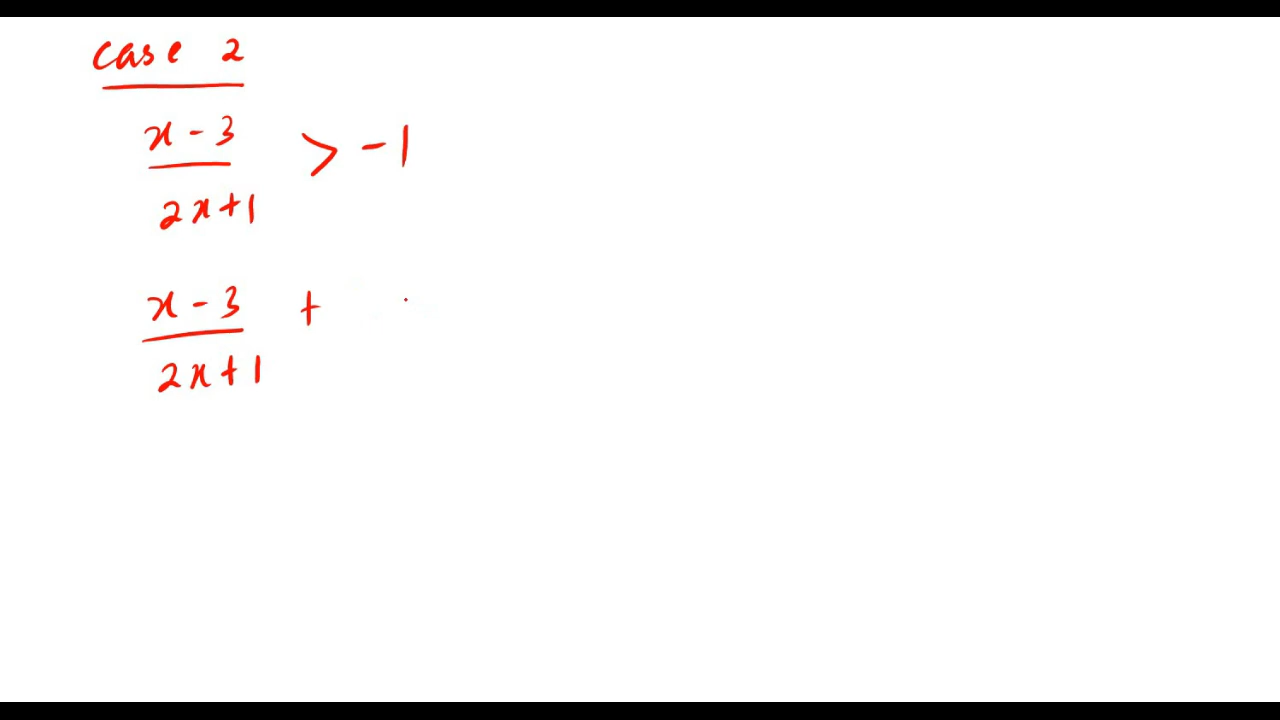 case 2
x - 3
2x+1
> -1
x - 3
2x+1
+